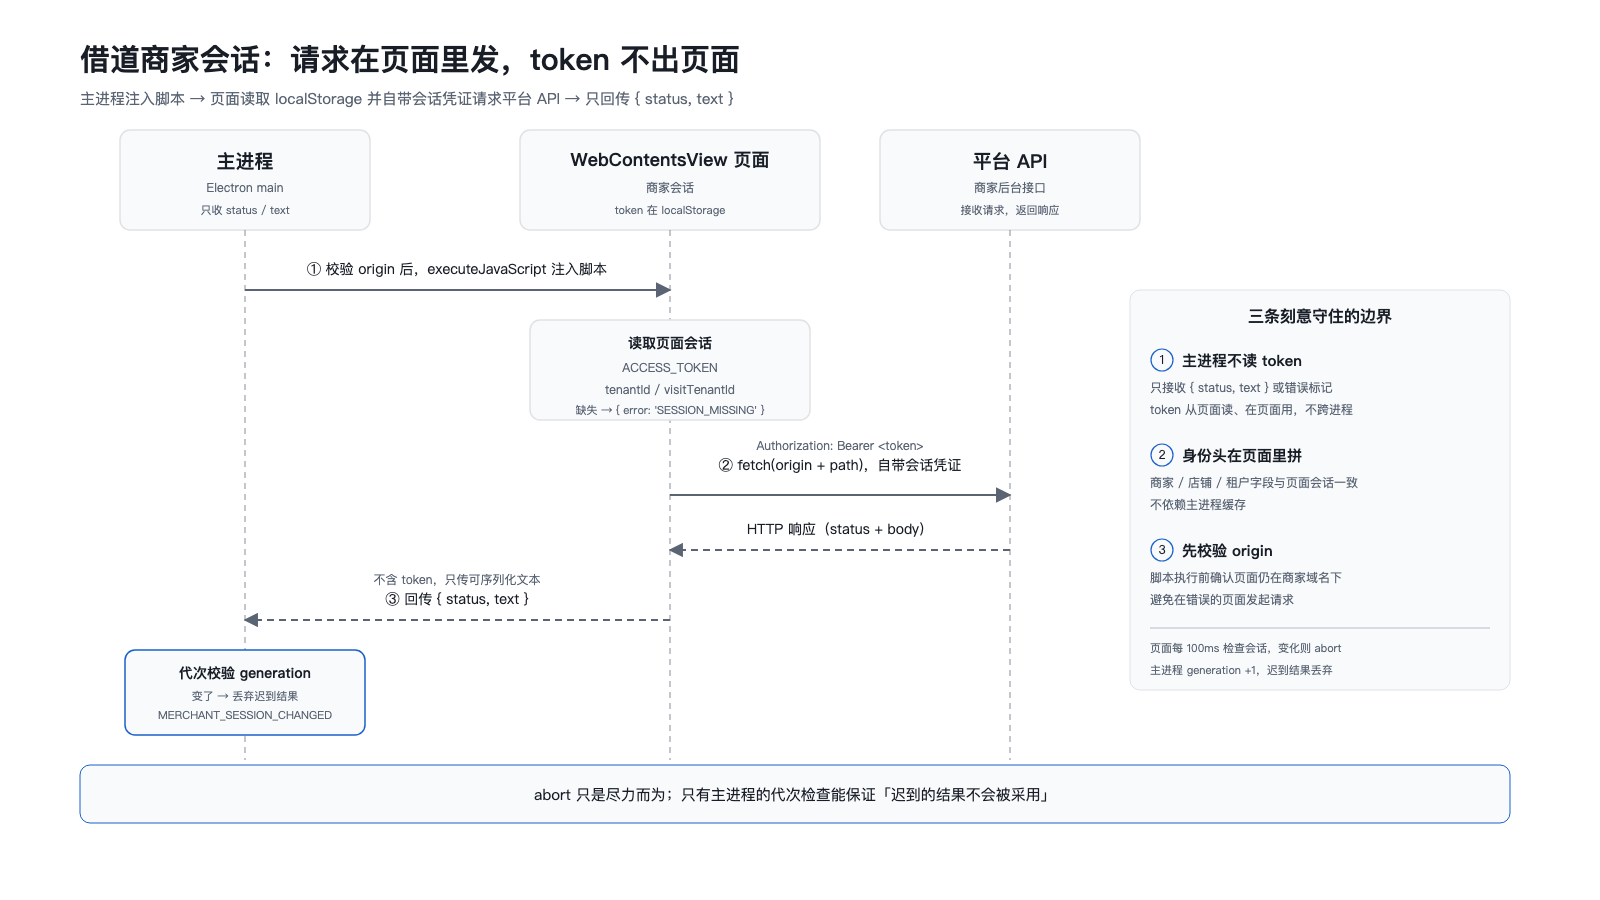 借道商家会话：请求在页面里发，token 不出页面
主进程注入脚本 → 页面读取 localStorage 并自带会话凭证请求平台 API → 只回传 { status, text }
主进程
Electron main
只收 status / text
WebContentsView 页面
商家会话
token 在 localStorage
平台 API
商家后台接口
接收请求，返回响应
① 校验 origin 后，executeJavaScript 注入脚本
读取页面会话
ACCESS_TOKEN
tenantId / visitTenantId
缺失 → { error: 'SESSION_MISSING' }
Authorization: Bearer <token>
② fetch(origin + path)，自带会话凭证
HTTP 响应（status + body）
不含 token，只传可序列化文本
③ 回传 { status, text }
代次校验 generation
变了 → 丢弃迟到结果
MERCHANT_SESSION_CHANGED
三条刻意守住的边界
1 主进程不读 token
只接收 { status, text } 或错误标记
token 从页面读、在页面用，不跨进程
2 身份头在页面里拼
商家 / 店铺 / 租户字段与页面会话一致
不依赖主进程缓存
3 先校验 origin
脚本执行前确认页面仍在商家域名下
避免在错误的页面发起请求
页面每 100ms 检查会话，变化则 abort
主进程 generation +1，迟到结果丢弃
abort 只是尽力而为；只有主进程的代次检查能保证「迟到的结果不会被采用」